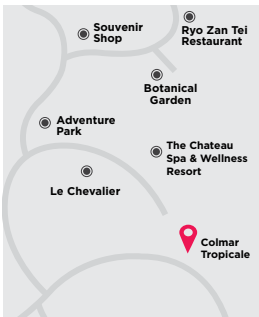 Souvenir
Shop
Ryo Zan Tei
Restaurant
Botanical
Garden
Adventure
Park
The Chateau
Spa & Wellness
Resort
Le Chevalier
Colmar
Tropicale